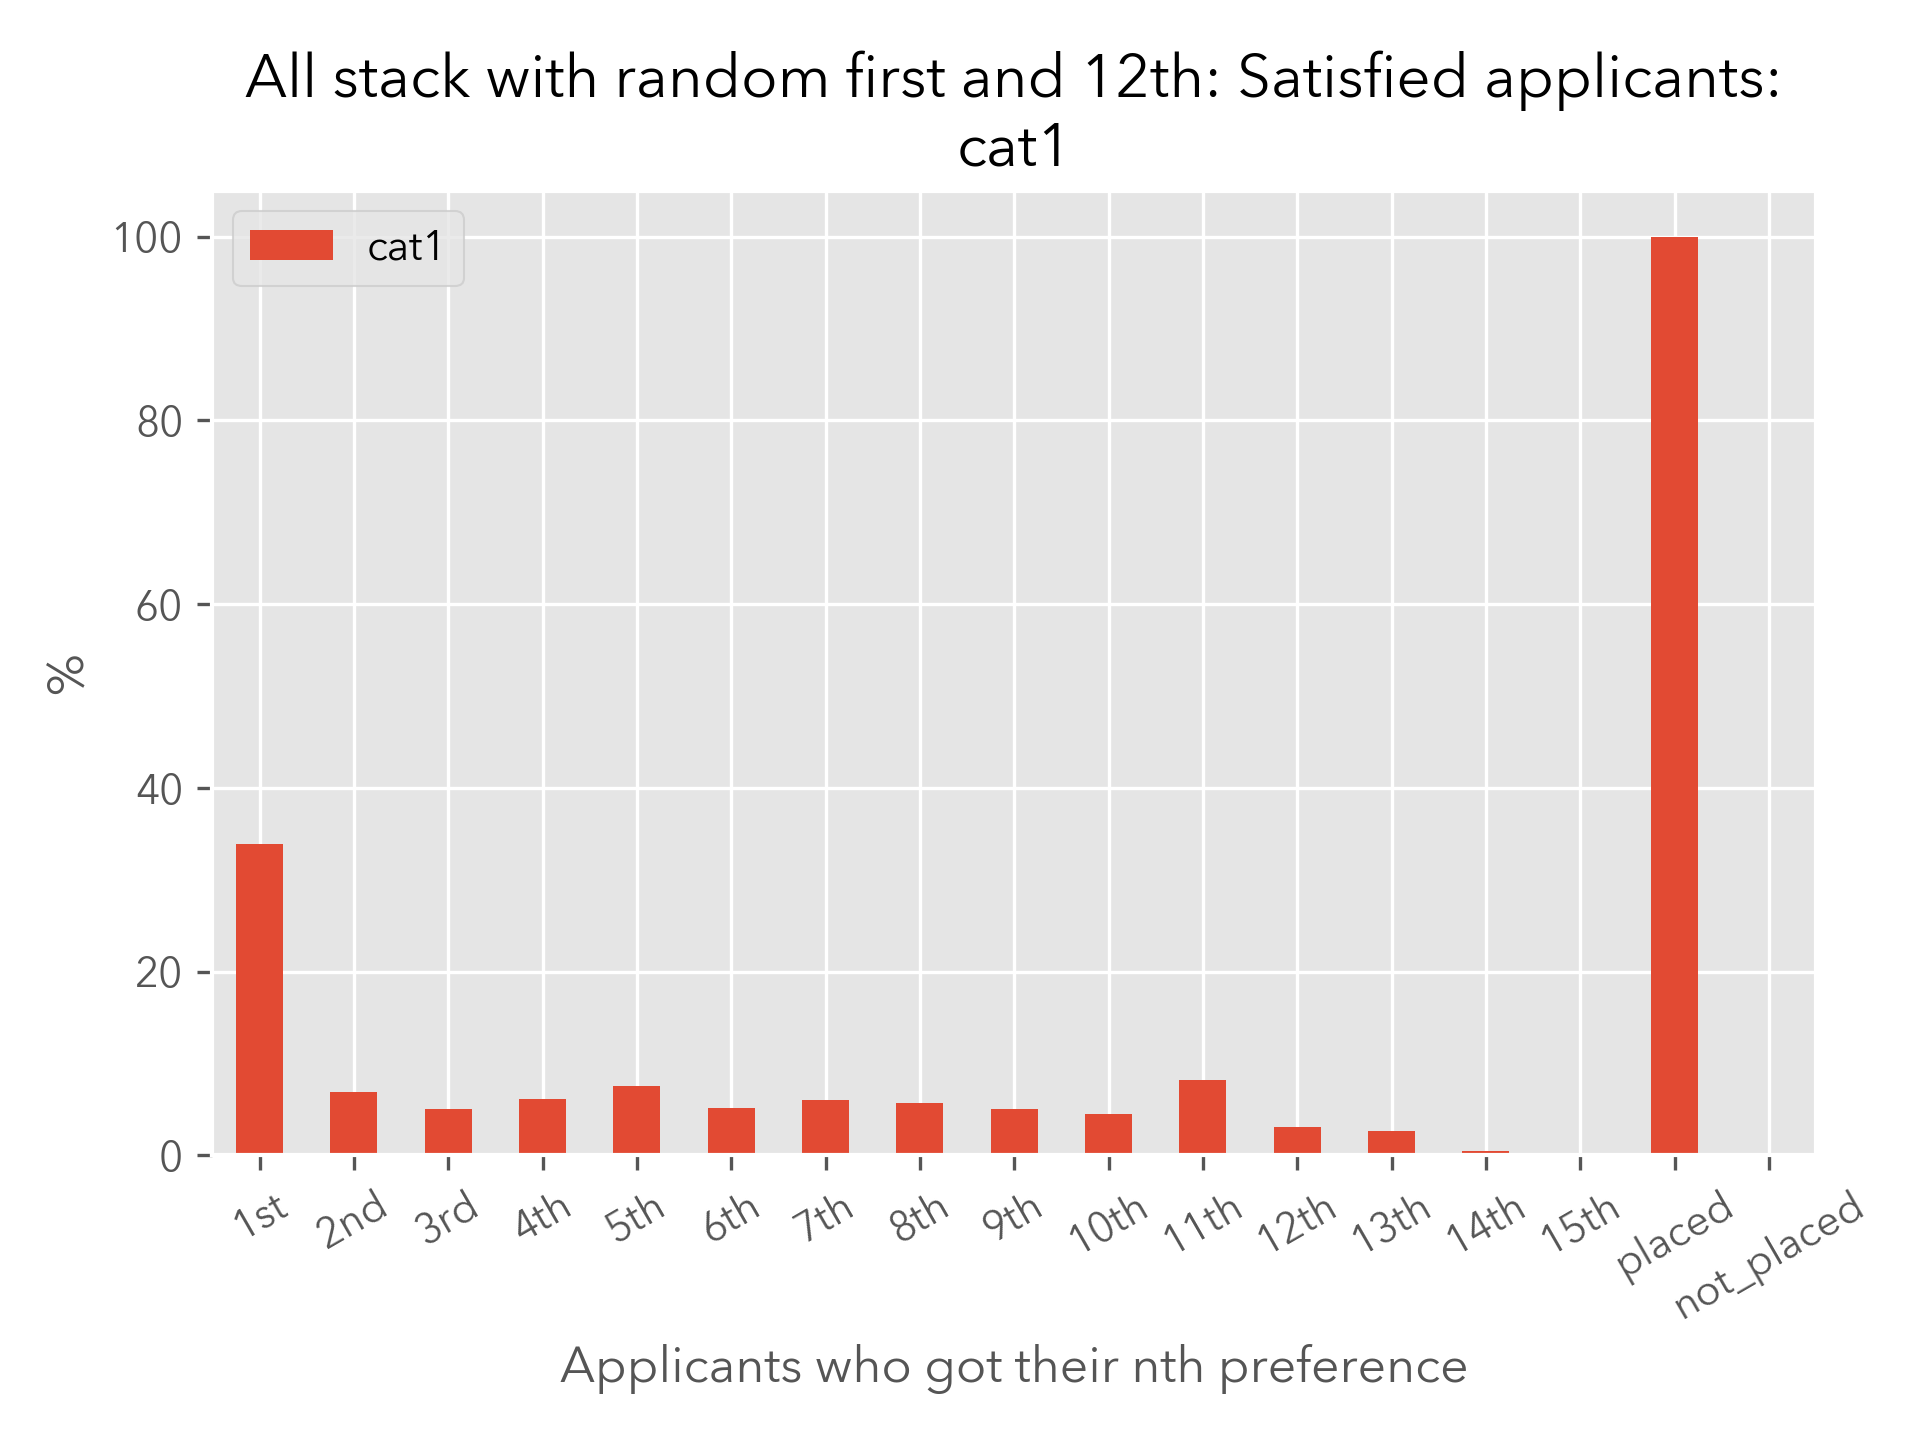 All stack with random first and 12th: Satisfied applicants:
cat1
cat1
100
80
60
40
20
0
%
1st
2nd
3rd
4th
5th
6th
7th
8th
9th
10th
11th
12th
13th
14th
15th
placed
not_placed
Applicants who got their nth preference